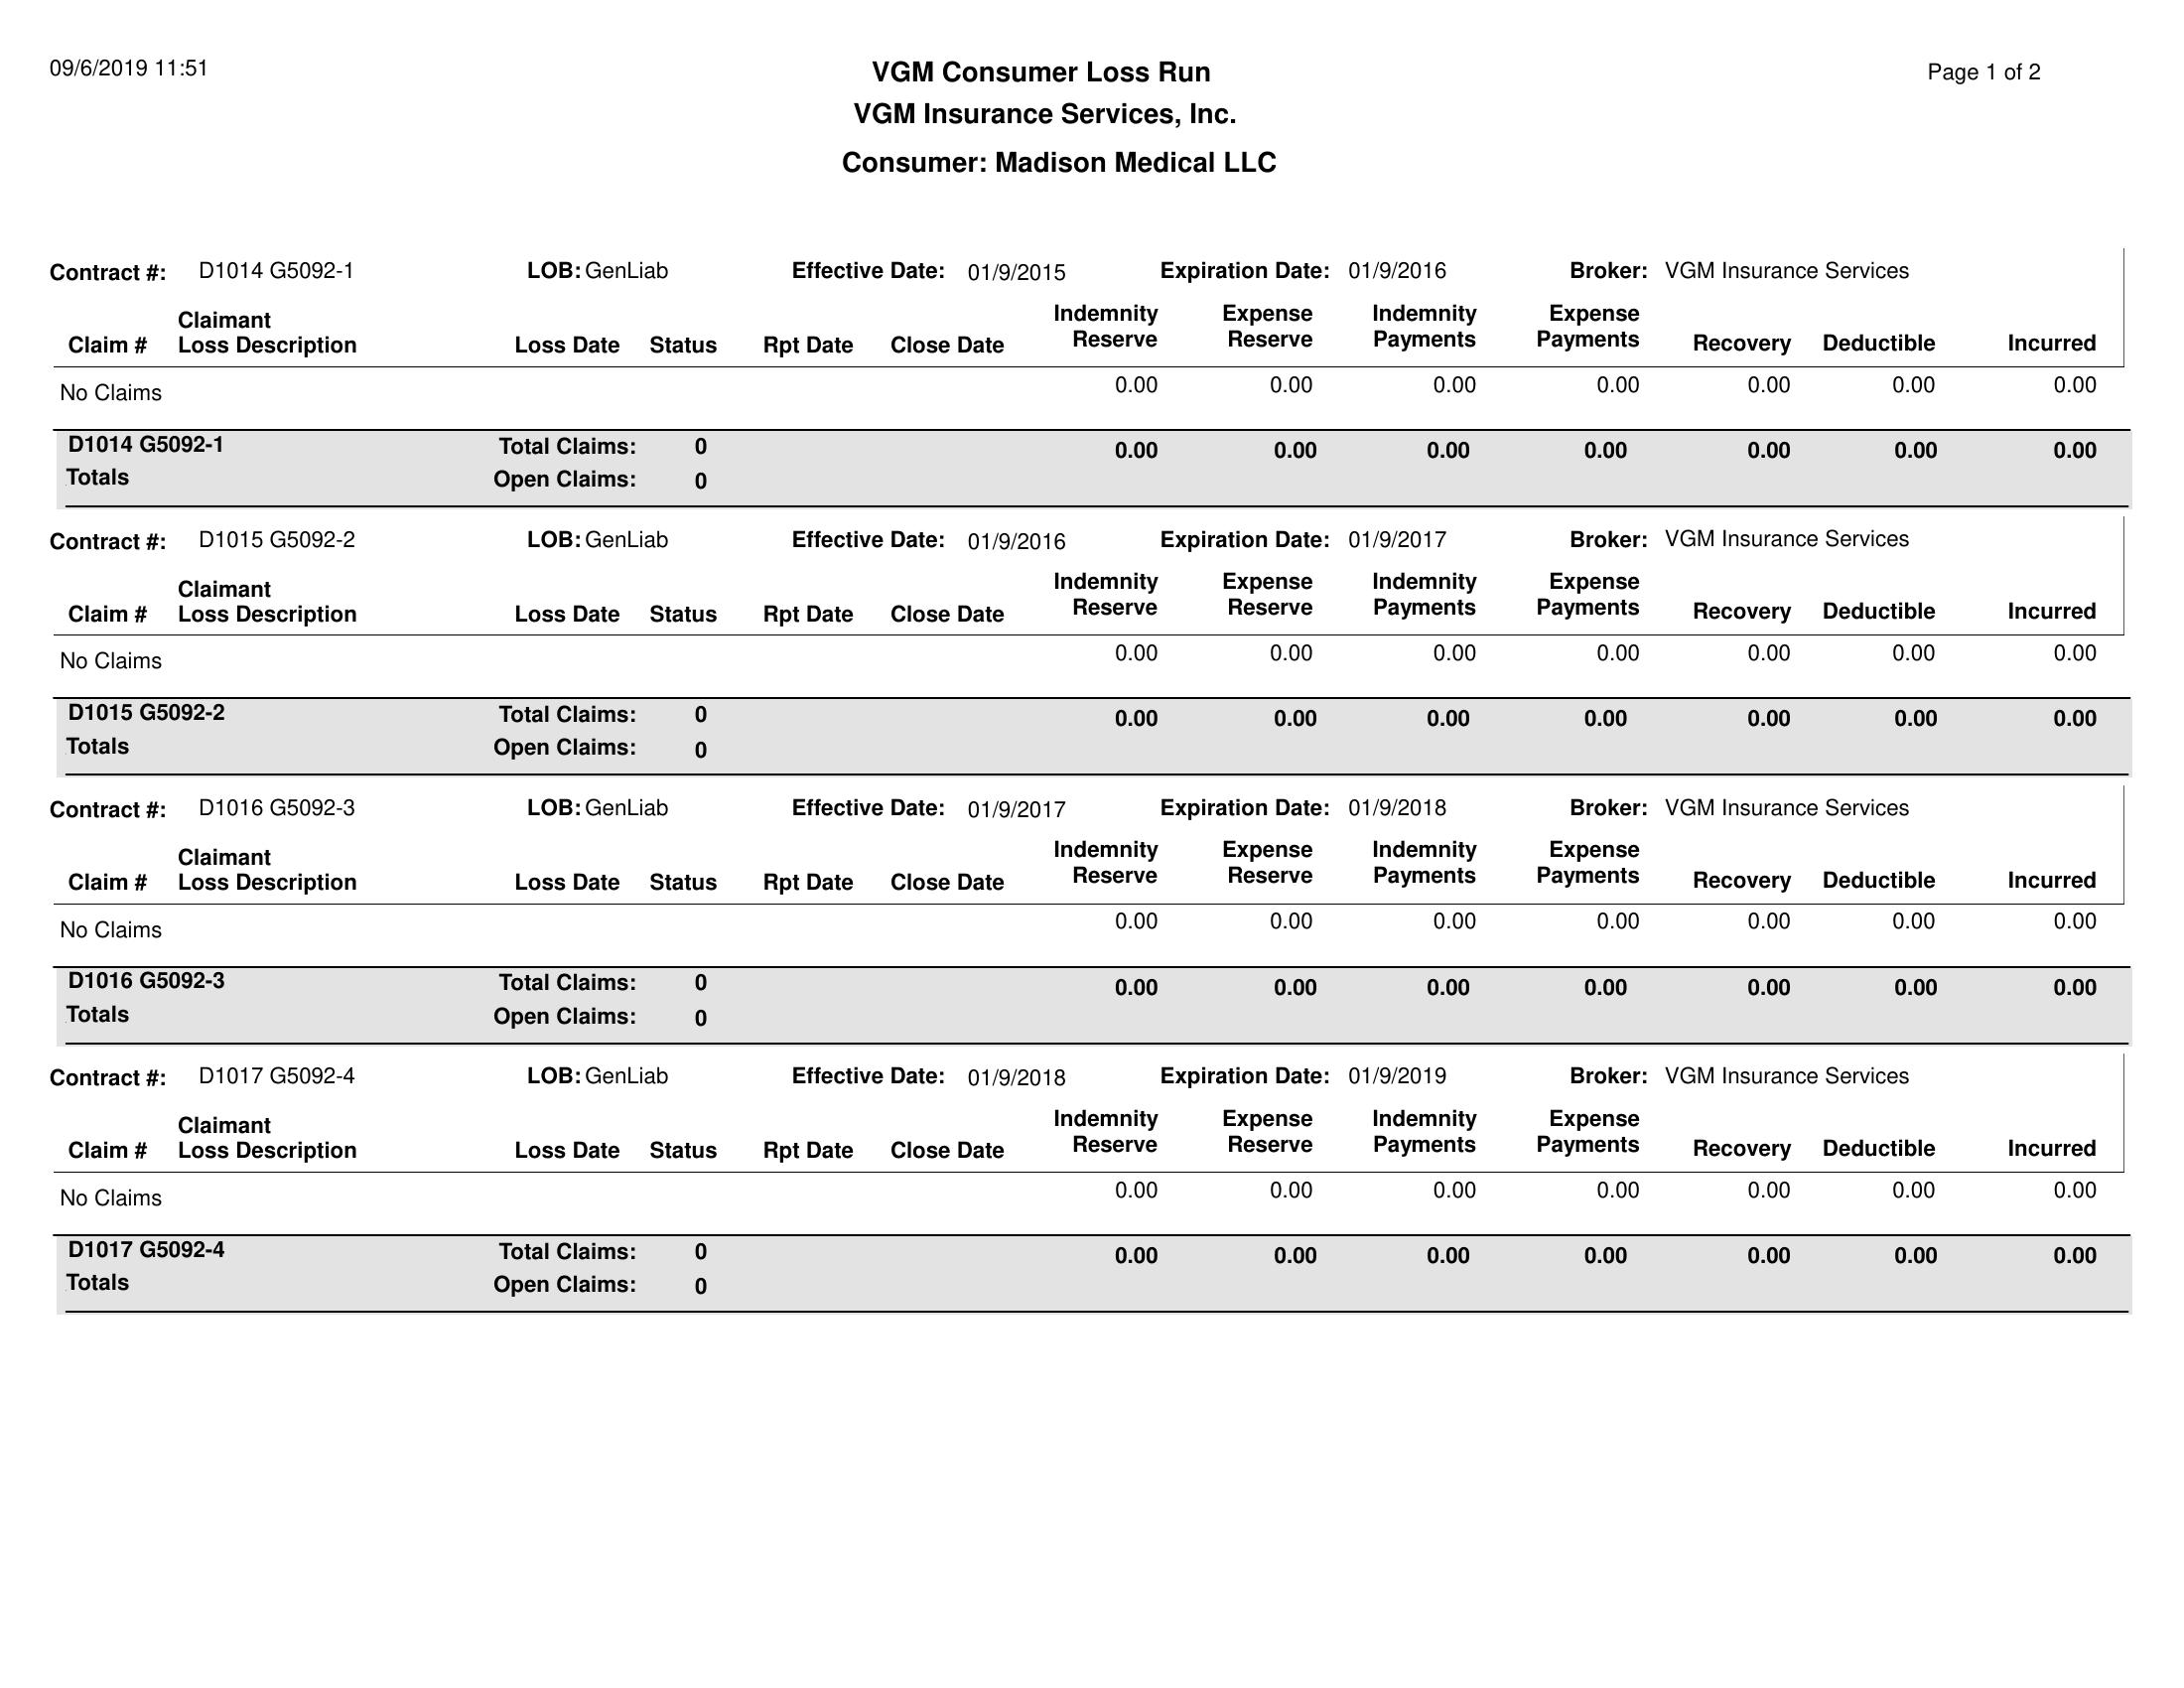 09/6/2019 11:51
VGM Consumer Loss Run
Page 1 of 2
VGM Insurance Services, Inc.
Consumer: Madison Medical LLC
Contract #: D1014 G5092-1 LOB: GenLiab Effective Date: 01/9/2015 Expiration Date: 01/9/2016 Broker: VGM Insurance Services
Claimant Indemnity Expense Indemnity Expense
Claim # Loss Description Loss Date Status Rpt Date Close Date Reserve Reserve Payments Payments Recovery Deductible Incurred
No Claims 0.00 0.00 0.00 0.00 0.00 0.00 0.00
D1014 G5092-1 Total Claims: 0 0.00 0.00 0.00 0.00 0.00 0.00 0.00
Totals Open Claims: 0
Contract #: D1015 G5092-2 LOB: GenLiab Effective Date: 01/9/2016 Expiration Date: 01/9/2017 Broker: VGM Insurance Services
Claimant Indemnity Expense Indemnity Expense
Claim # Loss Description Loss Date Status Rpt Date Close Date Reserve Reserve Payments Payments Recovery Deductible Incurred
No Claims 0.00 0.00 0.00 0.00 0.00 0.00 0.00
D1015 G5092-2 Total Claims: 0 0.00 0.00 0.00 0.00 0.00 0.00 0.00
Totals Open Claims: 0
Contract #: D1016 G5092-3 LOB: GenLiab Effective Date: 01/9/2017 Expiration Date: 01/9/2018 Broker: VGM Insurance Services
Claimant Indemnity Expense Indemnity Expense
Claim # Loss Description Loss Date Status Rpt Date Close Date Reserve Reserve Payments Payments Recovery Deductible Incurred
No Claims 0.00 0.00 0.00 0.00 0.00 0.00 0.00
D1016 G5092-3 Total Claims: 0 0.00 0.00 0.00 0.00 0.00 0.00 0.00
Totals Open Claims: 0
Contract #: D1017 G5092-4 LOB: GenLiab Effective Date: 01/9/2018 Expiration Date: 01/9/2019 Broker: VGM Insurance Services
Claimant Indemnity Expense Indemnity Expense
Claim # Loss Description Loss Date Status Rpt Date Close Date Reserve Reserve Payments Payments Recovery Deductible Incurred
No Claims 0.00 0.00 0.00 0.00 0.00 0.00 0.00
D1017 G5092-4 Total Claims: 0 0.00 0.00 0.00 0.00 0.00 0.00 0.00
Totals Open Claims: 0